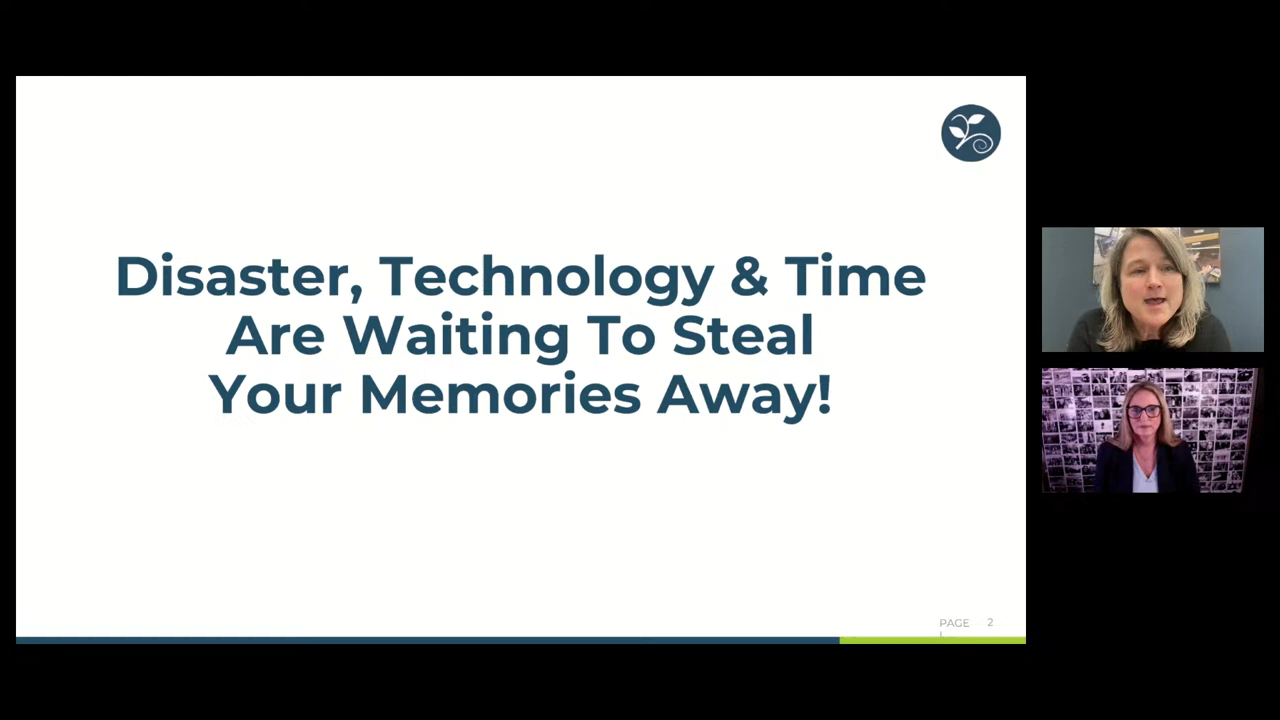 Disaster, Technology & Time
Are Waiting To Steal
Your Memories Away!
PAGE 2